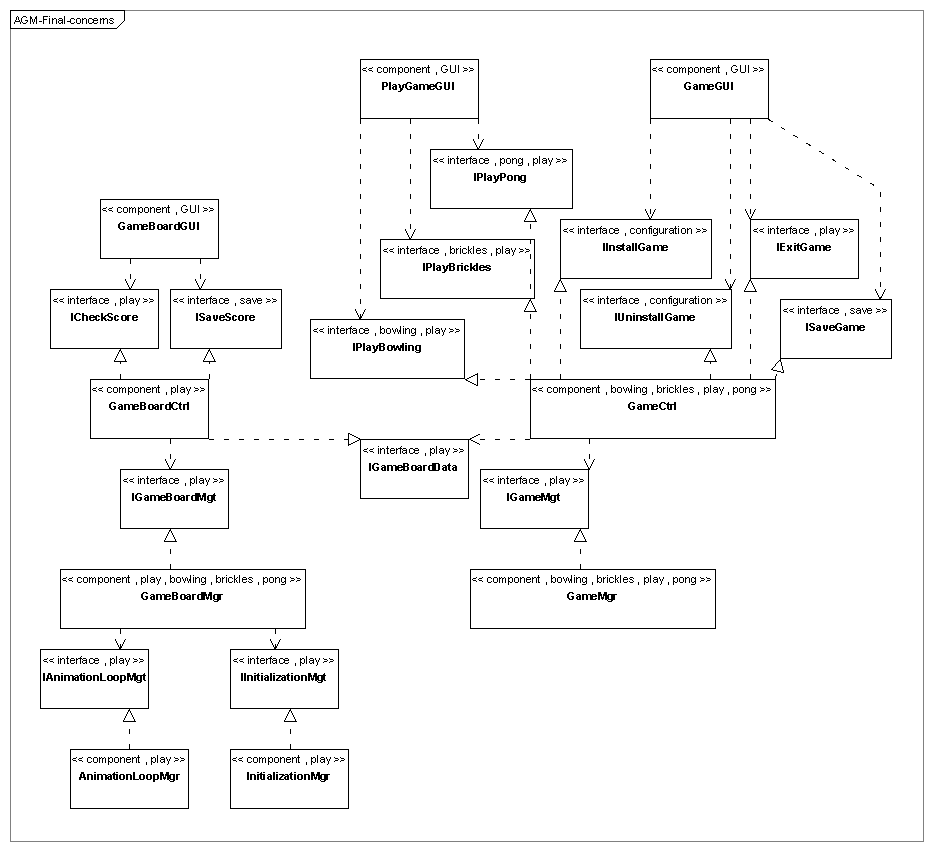 AGM-Final-concerns
<< component , GUI >>
PlayGameGUI
<< component , GUI >>
GameGUI
<< interface , pong , play >>
IPlayPong
<< component , GUI >>
GameBoardGUI
<< interface , brickles , play >>
IPlayBrickles
<< interface , configuration >>
IInstallGame
<< interface , play >>
IExitGame
<< interface , play >>
ICheckScore
<< interface , save >>
ISaveScore
<< interface , bowling , play >>
IPlayBowling
<< interface , configuration >>
IUninstallGame
<< interface , save >>
ISaveGame
<< component , play >>
GameBoardCtrl
<< component , bowling , brickles , play , pong >>
GameCtrl
<< interface , play >>
IGameBoardData
<< interface , play >>
IGameBoardMgt
<< interface , play >>
IGameMgt
<< component , play , bowling , brickles , pong >>
GameBoardMgr
<< component , bowling , brickles , play , pong >>
GameMgr
<< interface , play >>
IAnimationLoopMgt
<< interface , play >>
IInitializationMgt
<< component , play >>
AnimationLoopMgr
<< component , play >>
InitializationMgr